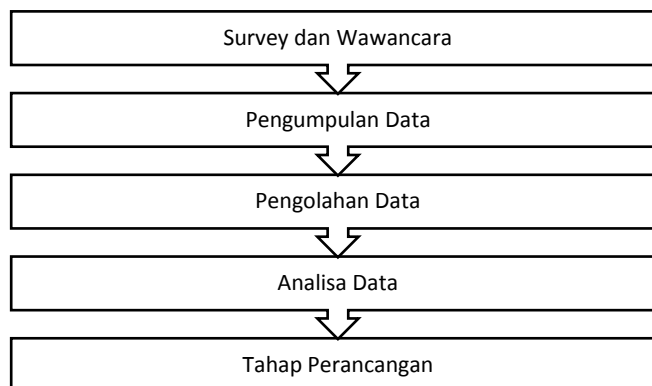 Survey dan Wawancara
Pengumpulan Data
Pengolahan Data
Analisa Data
Tahap Perancangan